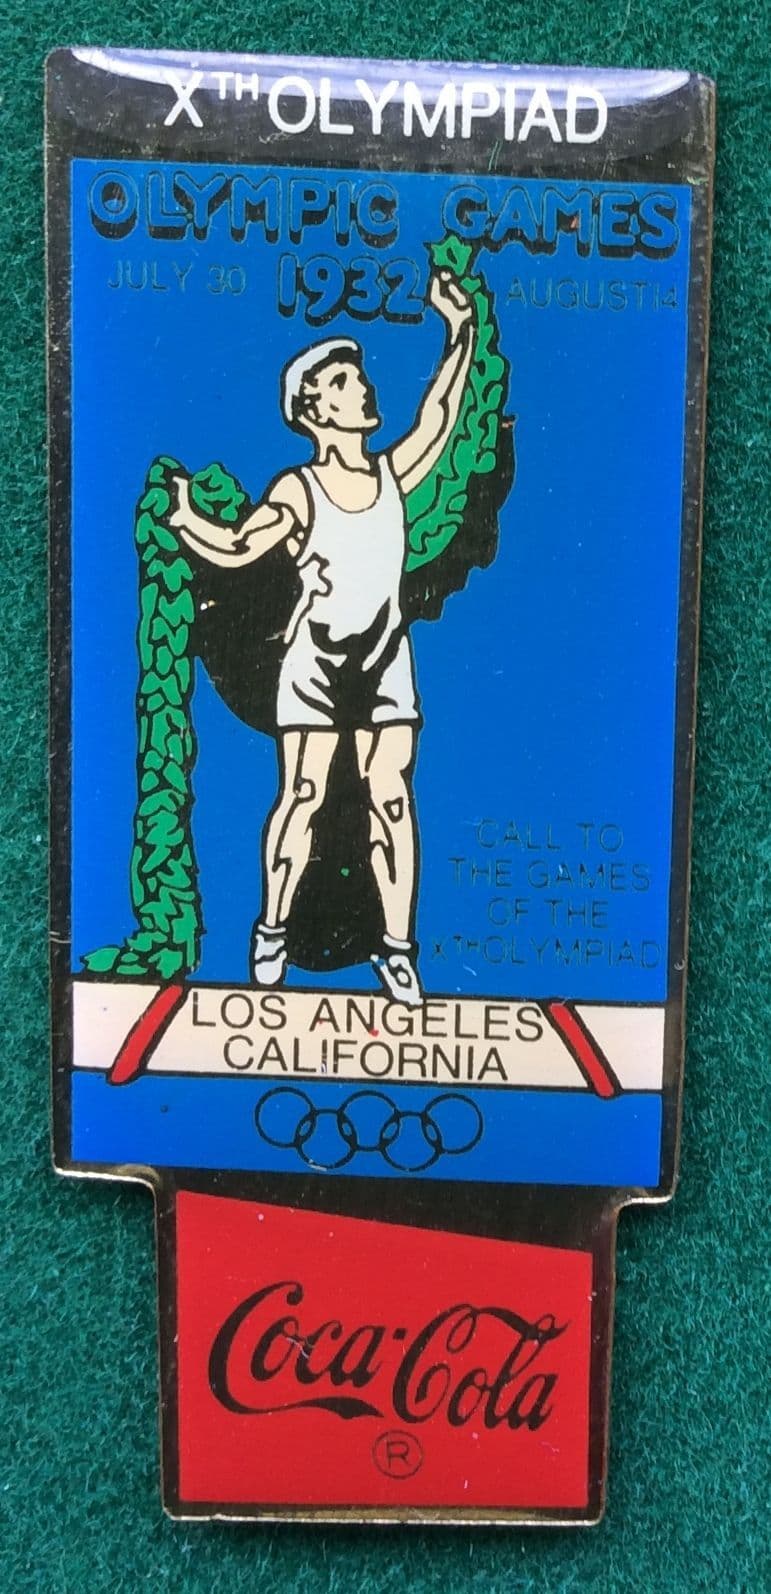 XTH OLYMPIAD
OLYMPIC GAMES
JULY 30 1932 AUGUST 14
CALL TO
THE GAMES
OF THE
XTH OLYMPIAD
LOS ANGELES
CALIFORNIA
Coca-Cola
®